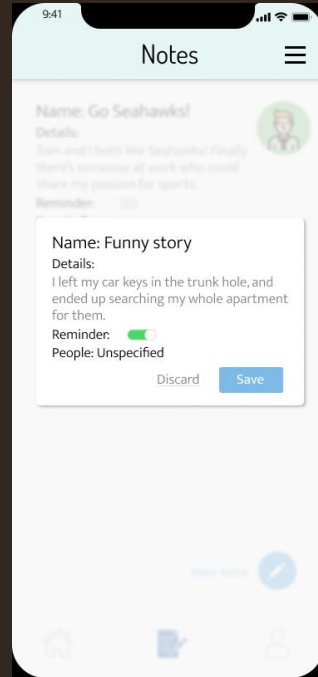 9:41
Notes
Name: Go Seahawks!
Details:
Tom and I both like Seahawks! Finally
there's someone at work who could
share my passion for sports.
Reminder:
Name: Funny story
Details:
I left my car keys in the trunk hole, and
ended up searching my whole apartment
for them.
Reminder:
People: Unspecified
Discard
Save
New Note